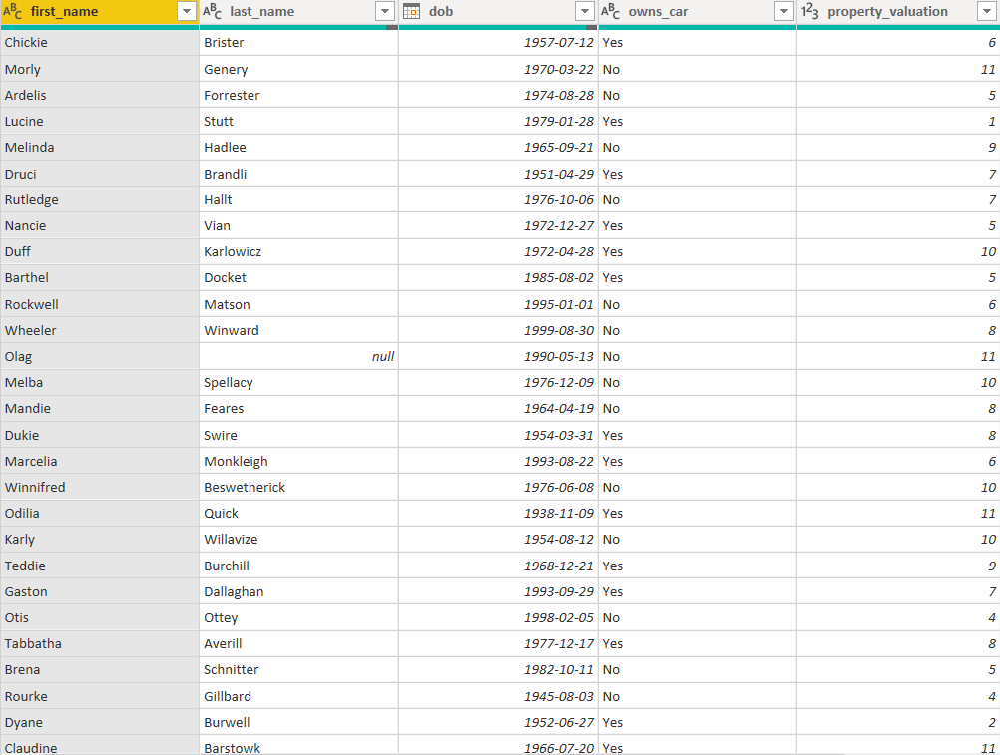 ABC first_name ABC last_name dob ABC owns_car 123 property_valuation
Chickie Brister 1957-07-12 Yes 6
Morly Genery 1970-03-22 No 11
Ardelis Forrester 1974-08-28 No 5
Lucine Stutt 1979-01-28 Yes 1
Melinda Hadlee 1965-09-21 No 9
Druci Brandli 1951-04-29 Yes 7
Rutledge Hallt 1976-10-06 No 7
Nancie Vian 1972-12-27 Yes 5
Duff Karlowicz 1972-04-28 Yes 10
Barthel Docket 1985-08-02 Yes 5
Rockwell Matson 1995-01-01 No 6
Wheeler Winward 1999-08-30 No 8
Olag null 1990-05-13 No 11
Melba Spellacy 1976-12-09 No 10
Mandie Feares 1964-04-19 No 8
Dukie Swire 1954-03-31 Yes 8
Marcelia Monkleigh 1993-08-22 Yes 6
Winnifred Beswetherick 1976-06-08 No 10
Odilia Quick 1938-11-09 Yes 11
Karly Willavize 1954-08-12 No 10
Teddie Burchill 1968-12-21 Yes 9
Gaston Dallaghan 1993-09-29 Yes 7
Otis Ottey 1998-02-05 No 4
Tabbatha Averill 1977-12-17 Yes 8
Brena Schnitter 1982-10-11 No 5
Rourke Gillbard 1945-08-03 No 4
Dyane Burwell 1952-06-27 Yes 2
Claudine Barstowk 1966-07-20 Yes 11